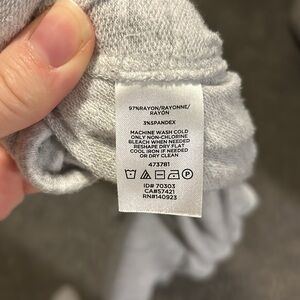 97%RAYON/RAYONNE/
RAYON
3%SPANDEX
MACHINE WASH COLD
ONLY NON-CHLORINE
BLEACH WHEN NEEDED
RESHAPE DRY FLAT
COOL IRON IF NEEDED
OR DRY CLEAN
473781
P
ID# 70303
CA#57421
RN#140923